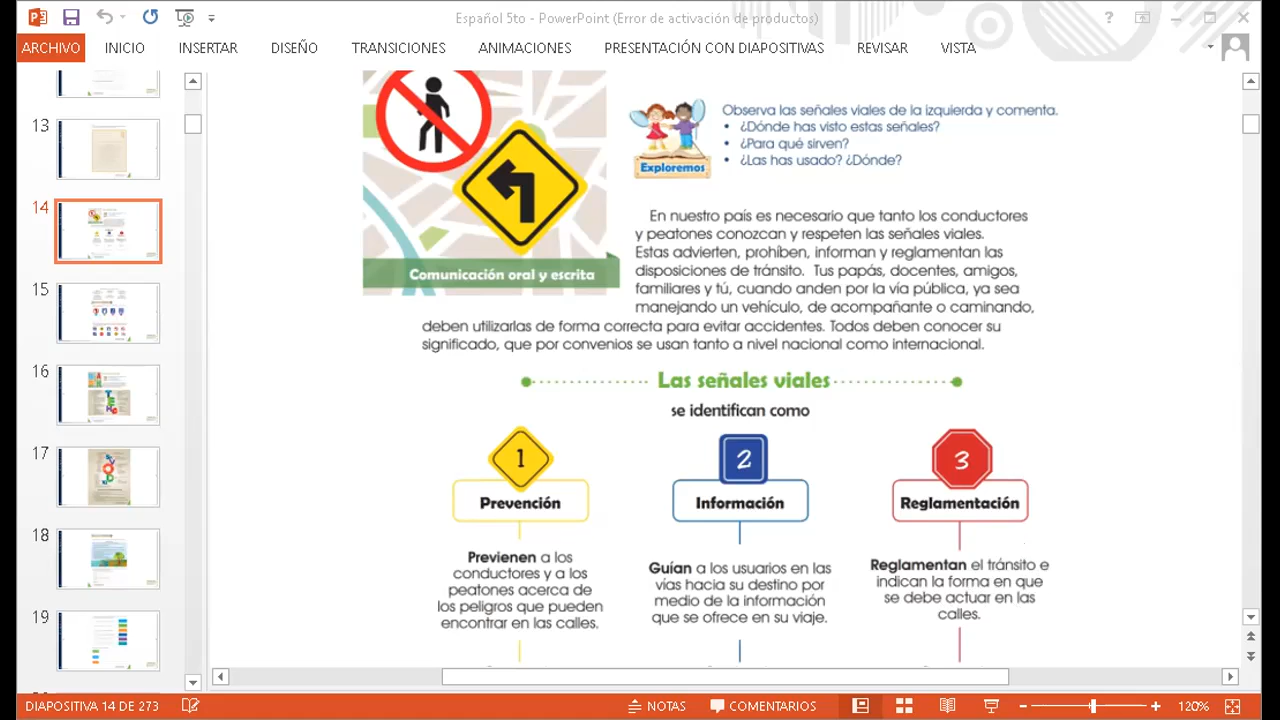 Español 5to - PowerPoint (Error de activación de productos)
?
ARCHIVO
INICIO
INSERTAR
DISEÑO
TRANSICIONES
ANIMACIONES
PRESENTACIÓN CON DIAPOSITIVAS
REVISAR
VISTA
13
14
15
16
17
18
19
Exploremos
Observa las señales viales de la izquierda y comenta.
• ¿Dónde has visto estas señales?
• ¿Para qué sirven?
• ¿Las has usado? ¿Dónde?
Comunicación oral y escrita
En nuestro país es necesario que tanto los conductores
y peatones conozcan y respeten las señales viales.
Estas advierten, prohíben, informan y reglamentan las
disposiciones de tránsito. Tus papás, docentes, amigos,
familiares y tú, cuando anden por la vía pública, ya sea
manejando un vehículo, de acompañante o caminando,
deben utilizarlas de forma correcta para evitar accidentes. Todos deben conocer su
significado, que por convenios se usan tanto a nivel nacional como internacional.
Las señales viales
se identifican como
1
Prevención
Previenen a los
conductores y a los
peatones acerca de
los peligros que pueden
encontrar en las calles.
2
Información
Guían a los usuarios en las
vías hacia su destino por
medio de la información
que se ofrece en su viaje.
3
Reglamentación
Reglamentan el tránsito e
indican la forma en que
se debe actuar en las
calles.
DIAPOSITIVA 14 DE 273
NOTAS
COMENTARIOS
120%